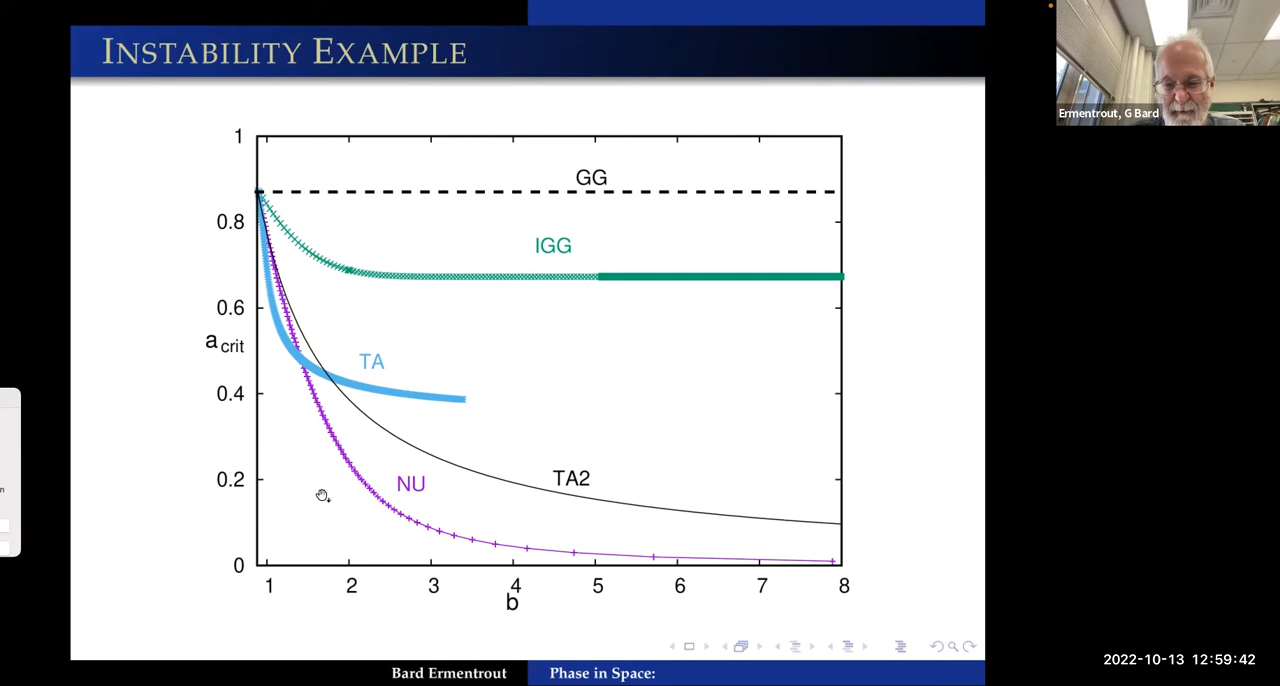 INSTABILITY EXAMPLE
Ermentrout, G Bard
1
GG
0.8
IGG
0.6
a crit
TA
0.4
0.2
NU
TA2
0
1 2 3 4 5 6 7 8
b
Bard Ermentrout Phase in Space:
2022-10-13 12:59:42